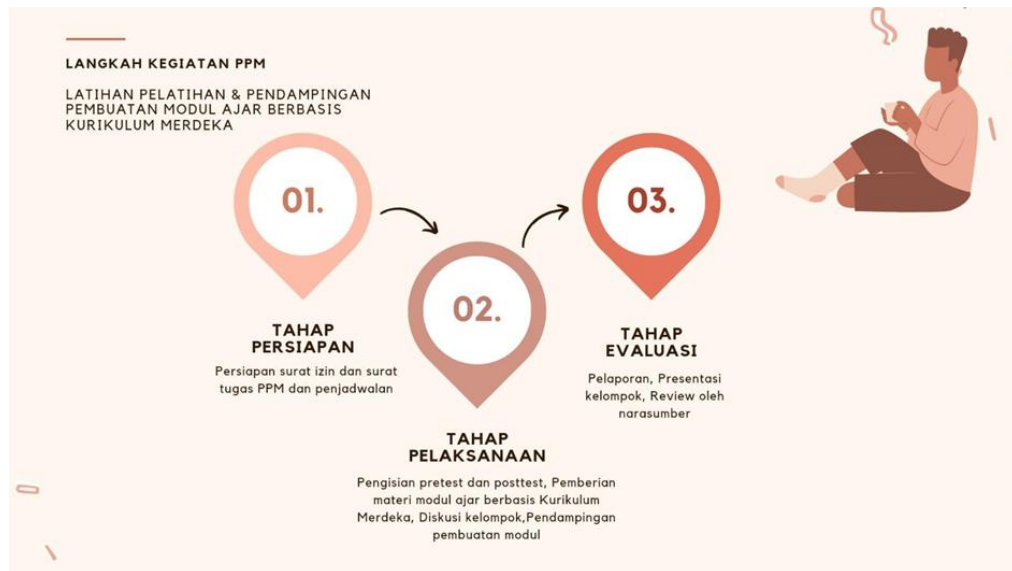 LANGKAH KEGIATAN PPM
LATIHAN PELATIHAN & PENDAMPINGAN
PEMBUATAN MODUL AJAR BERBASIS
KURIKULUM MERDEKA
01.
TAHAP
PERSIAPAN
Persiapan surat izin dan surat
tugas PPM dan penjadwalan
02.
TAHAP
PELAKSANAAN
Pengisian pretest dan posttest, Pemberian
materi modul ajar berbasis Kurikulum
Merdeka, Diskusi kelompok,Pendampingan
pembuatan modul
03.
TAHAP
EVALUASI
Pelaporan, Presentasi
kelompok, Review oleh
narasumber